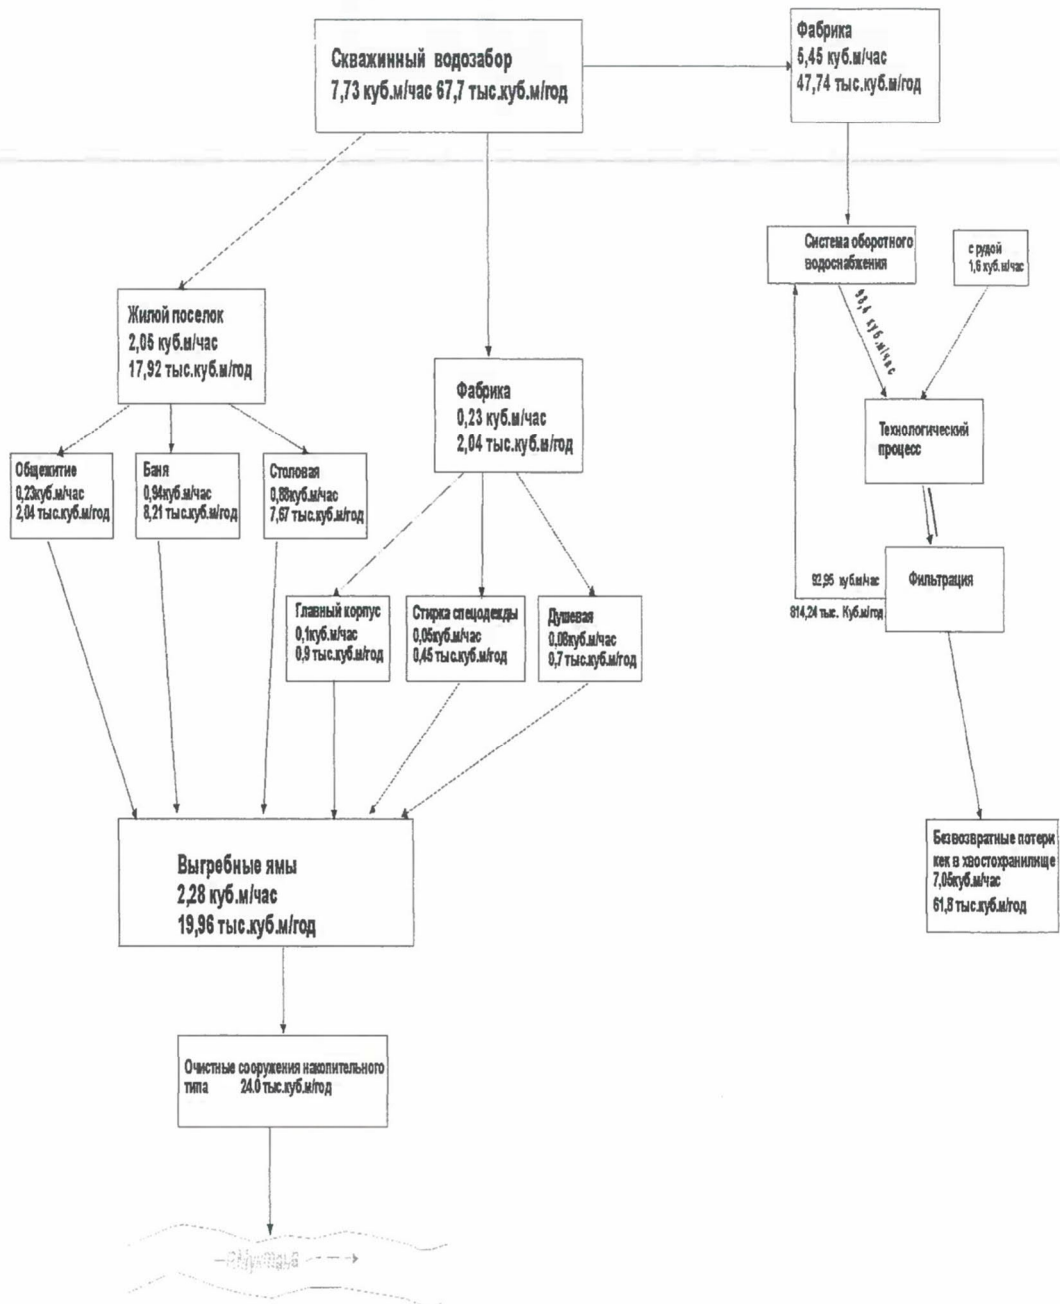 Скважинный водозабор
7,73 куб.м/час 67,7 тыс.куб.м/год
Фабрика
5,45 куб.м/час
47,74 тыс.куб.м/год
Система оборотного
водоснабжения
с рудой
1,6 куб.м/час
98,4 куб.м/час
Жилой поселок
2,05 куб.м/час
17,92 тыс.куб.м/год
Фабрика
0,23 куб.м/час
2,04 тыс.куб.м/год
Технологический
процесс
Общежитие
0,23куб.м/час
2,04 тыс.куб.м/год
Баня
0,94куб.м/час
8,21 тыс.куб.м/год
Столовая
0,88куб.м/час
7,67 тыс.куб.м/год
92,95 куб.м/час
814,24 тыс. Куб.м/год
Фильтрация
Главный корпус
0,1куб.м/час
0,9 тыс.куб.м/год
Стирка спецодежды
0,05куб.м/час
0,45 тыс.куб.м/год
Душевая
0,08куб.м/час
0,7 тыс.куб.м/год
Выгребные ямы
2,28 куб.м/час
19,96 тыс.куб.м/год
Безвозвратные потери
кек в хвостохранилище
7,05куб.м/час
61,8 тыс.куб.м/год
Очистные сооружения накопительного
типа 24.0 тыс.куб.м/год